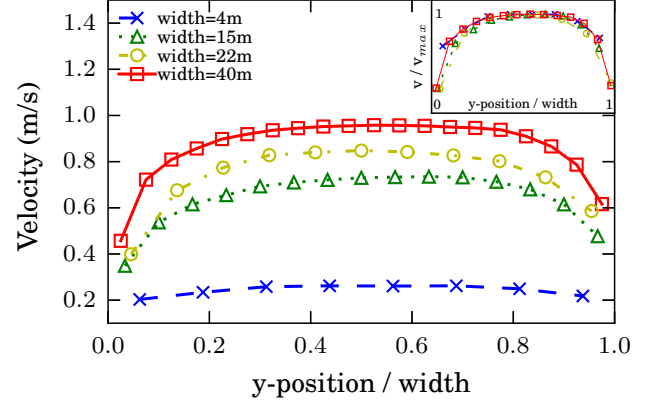 width=4m
width=15m
width=22m
width=40m
1.4
1.2
1.0
0.8
0.6
0.4
0.2
Velocity (m/s)
0.0
0.2
0.4
0.6
0.8
1.0
y-position / width
1
v / vmax
0
y-position / width
1